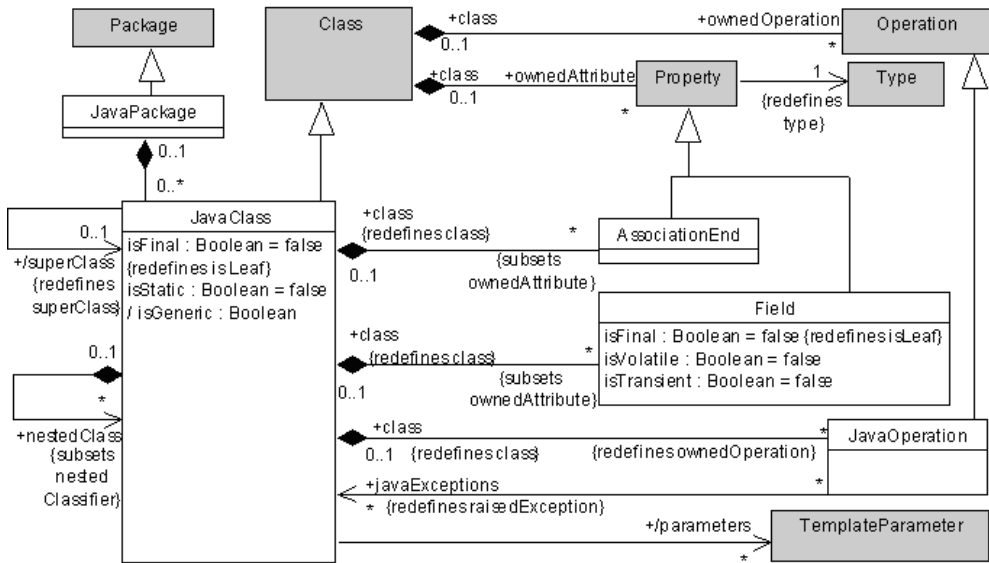 Package
Class
+class
0..1
+ownedOperation
*
Operation
+class
0..1
+ownedAttribute
*
Property
1
{redefines
type}
Type
JavaPackage
0..1
0..*
JavaClass
isFinal : Boolean = false
{redefines isLeaf}
isStatic : Boolean = false
/ isGeneric : Boolean
0..1
+/superClass
{redefines
superClass}
0..1
*
+nestedClass
{subsets
nested
Classifier}
+class
{redefines class}
0..1
*
{subsets
ownedAttribute}
AssociationEnd
+class
{redefines class}
0..1
*
{subsets
ownedAttribute}
Field
isFinal : Boolean = false {redefines isLeaf}
isVolatile : Boolean = false
isTransient : Boolean = false
+class
0..1
{redefines class}
*
{redefines ownedOperation}
JavaOperation
+javaExceptions
*
{redefines raisedException}
*
+/parameters
*
TemplateParameter